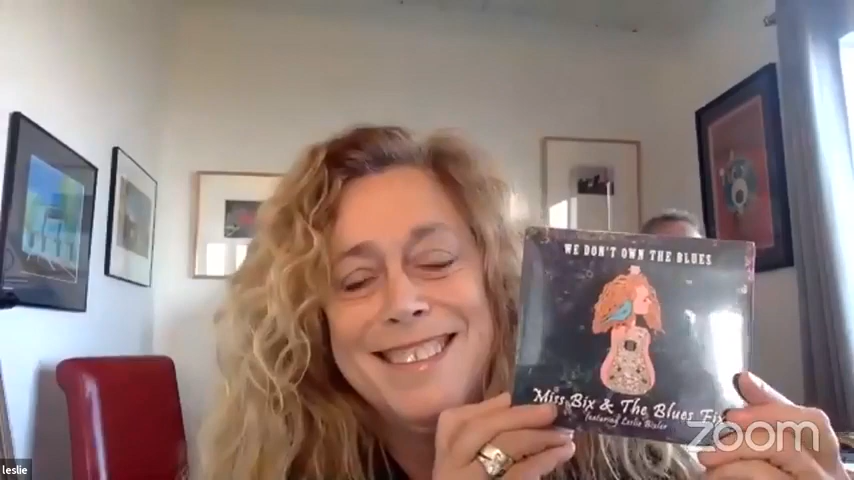 WE DON'T OWN THE BLUES
Miss Bix & The Blues Fix
featuring Leslie Bixler
zoom
leslie